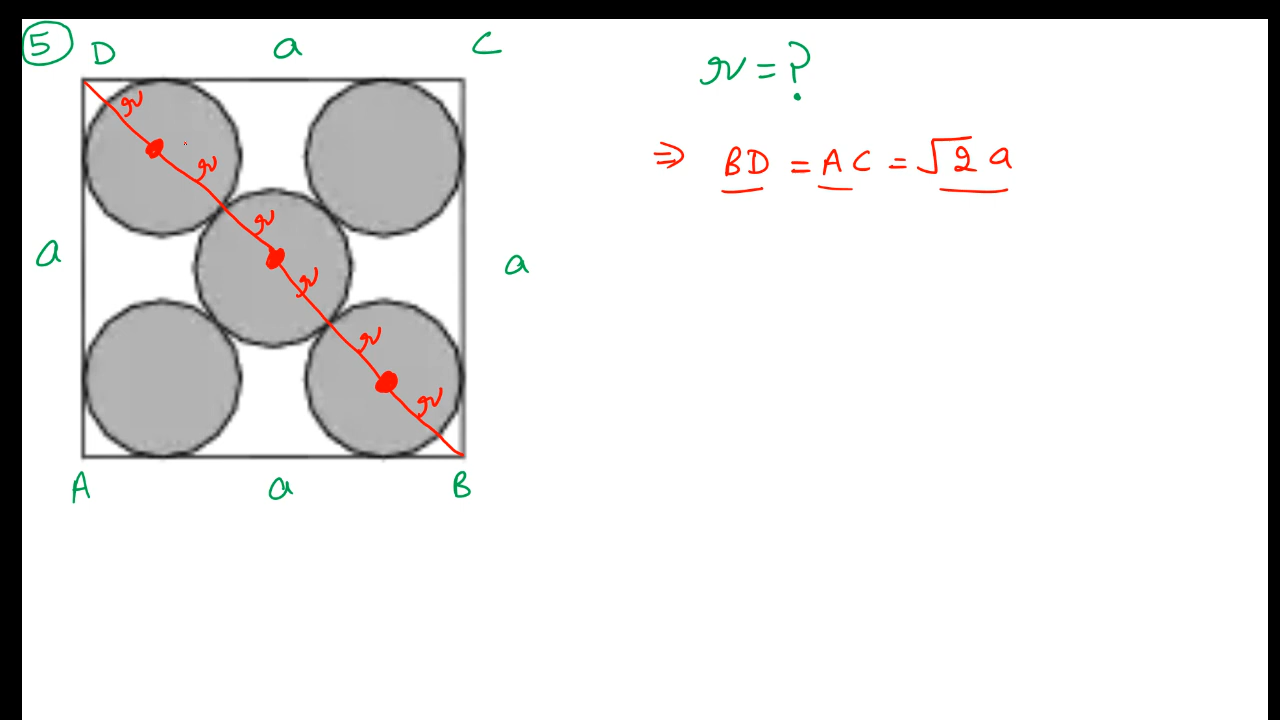 5
D a C
r = ?
r
⇒ BD = AC = √2 a
r
r
a
a
r
r
r
A a B